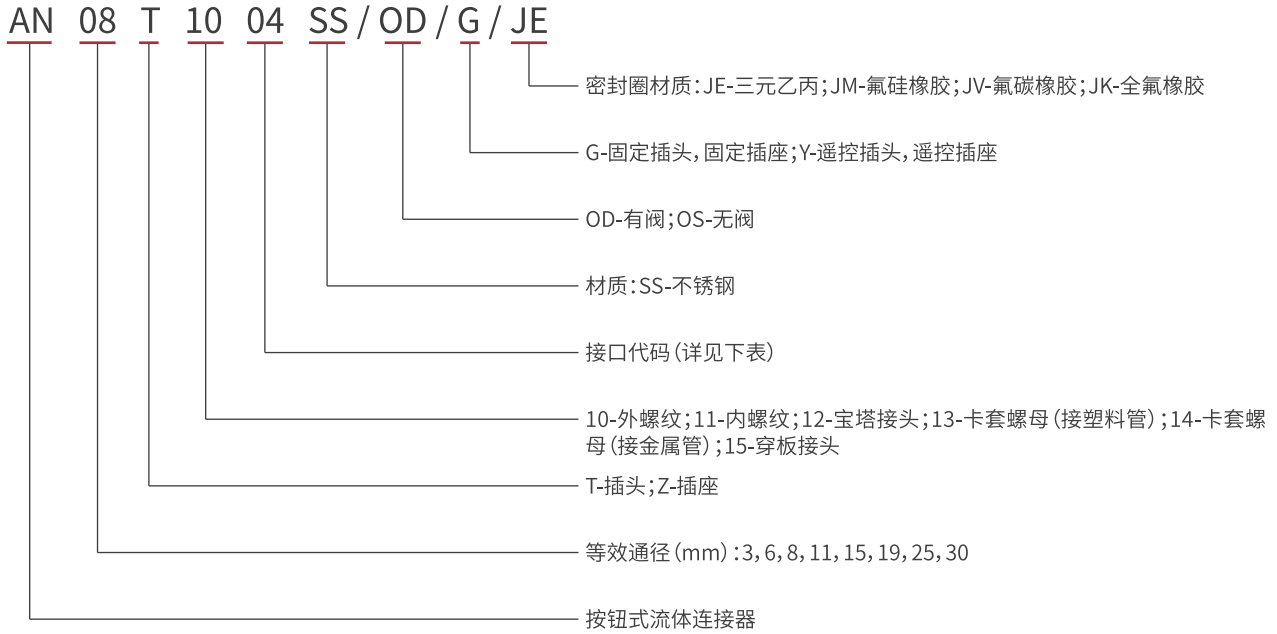 AN 08 T 10 04 SS / OD / G / JE
密封圈材质：JE-三元乙丙；JM-氟硅橡胶；JV-氟碳橡胶；JK-全氟橡胶
G-固定插头，固定插座；Y-遥控插头，遥控插座
OD-有阀；OS-无阀
材质：SS-不锈钢
接口代码（详见下表）
10-外螺纹；11-内螺纹；12-宝塔接头；13-卡套螺母（接塑料管）；14-卡套螺
母（接金属管）；15-穿板接头
T-插头；Z-插座
等效通径（mm）：3，6，8，11，15，19，25，30
按钮式流体连接器